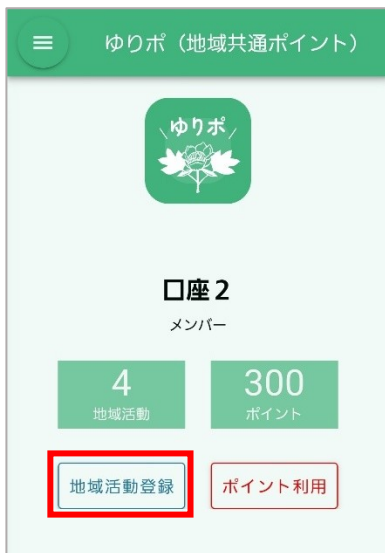 ゆりポ（地域共通ポイント）
ゆりポ
口座２
メンバー
4 300
地域活動 ポイント
地域活動登録 ポイント利用